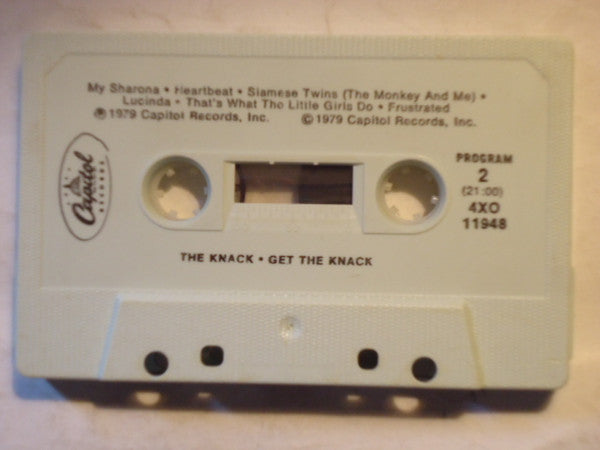 My Sharona • Heartbeat • Siamese Twins (The Monkey And Me) •
Lucinda • That's What The Little Girls Do • Frustrated
℗ 1979 Capitol Records, Inc. © 1979 Capitol Records, Inc.
Capitol
RECORDS
PROGRAM
2
(21:00)
4XO
11948
THE KNACK • GET THE KNACK